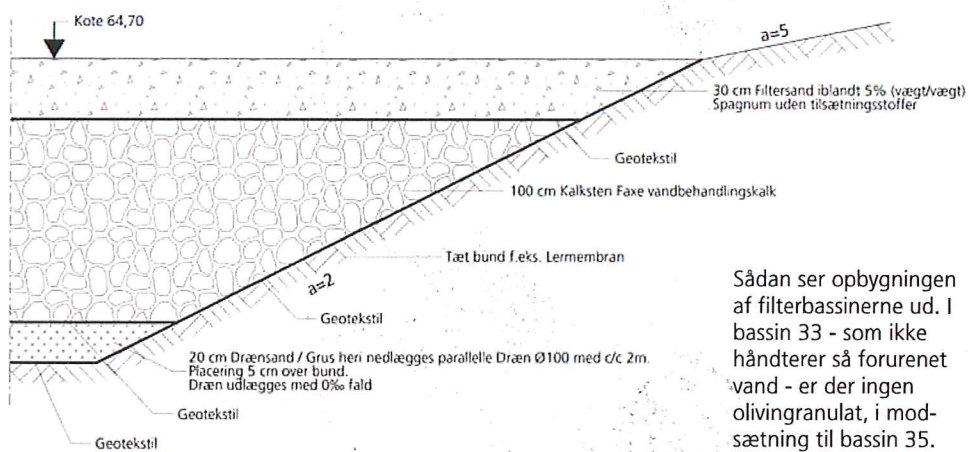 Kote 64,70
a=5
30 cm Filtersand iblandt 5% (vægt/vægt)
Spagnum uden tilsætningsstoffer
Geotekstil
100 cm Kalksten Faxe vandbehandlingskalk
Tæt bund f.eks. Lermembran
a=2
Geotekstil
20 cm Drænsand / Grus heri nedlægges parallelle Dræn Ø100 med c/c 2m.
Placering 5 cm over bund.
Dræn udlægges med 0‰ fald
Geotekstil
Geotekstil
Sådan ser opbygningen
af filterbassinerne ud. I
bassin 33 - som ikke
håndterer så forurenet
vand - er der ingen
olivingranulat, i mod-
sætning til bassin 35.